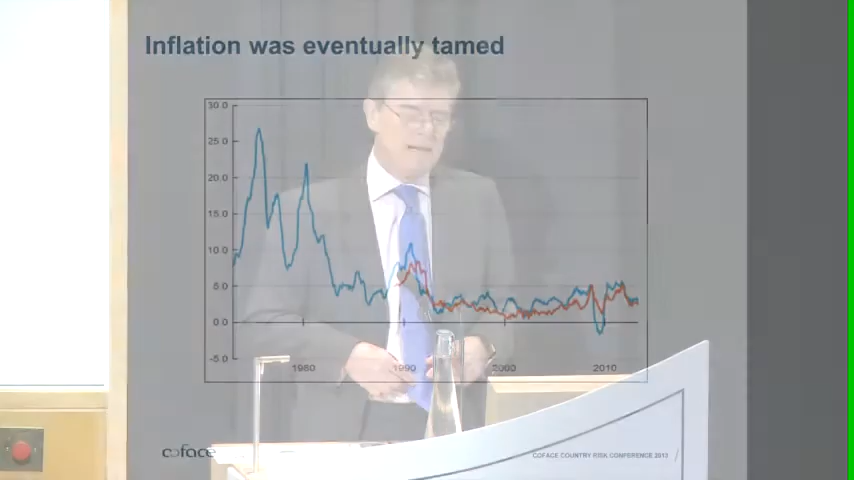 Inflation was eventually tamed
30.0
25.0
20.0
15.0
10.0
5.0
0.0
-5.0
1980 1990 2000 2010
coface
COFACE COUNTRY RISK CONFERENCE 2013